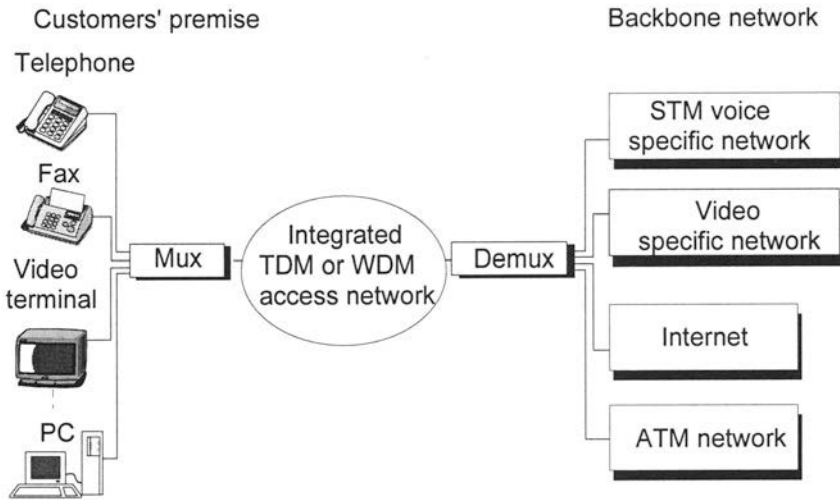 Customers' premise
Backbone network
Telephone
Fax
Video
terminal
PC
Mux
Integrated
TDM or WDM
access network
Demux
STM voice
specific network
Video
specific network
Internet
ATM network